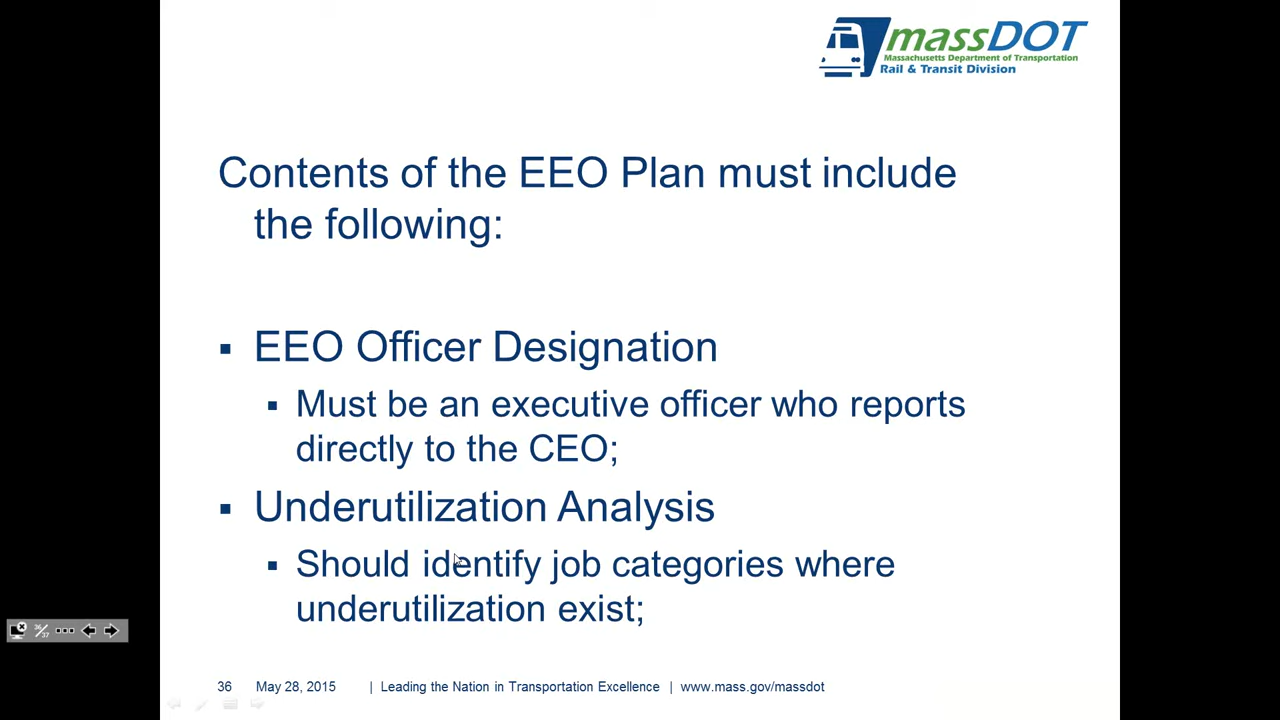 massDOT
Massachusetts Department of Transportation
Rail & Transit Division
Contents of the EEO Plan must include
the following:
▪ EEO Officer Designation
▪ Must be an executive officer who reports
directly to the CEO;
▪ Underutilization Analysis
▪ Should identify job categories where
underutilization exist;
36/37
36 May 28, 2015 | Leading the Nation in Transportation Excellence | www.mass.gov/massdot